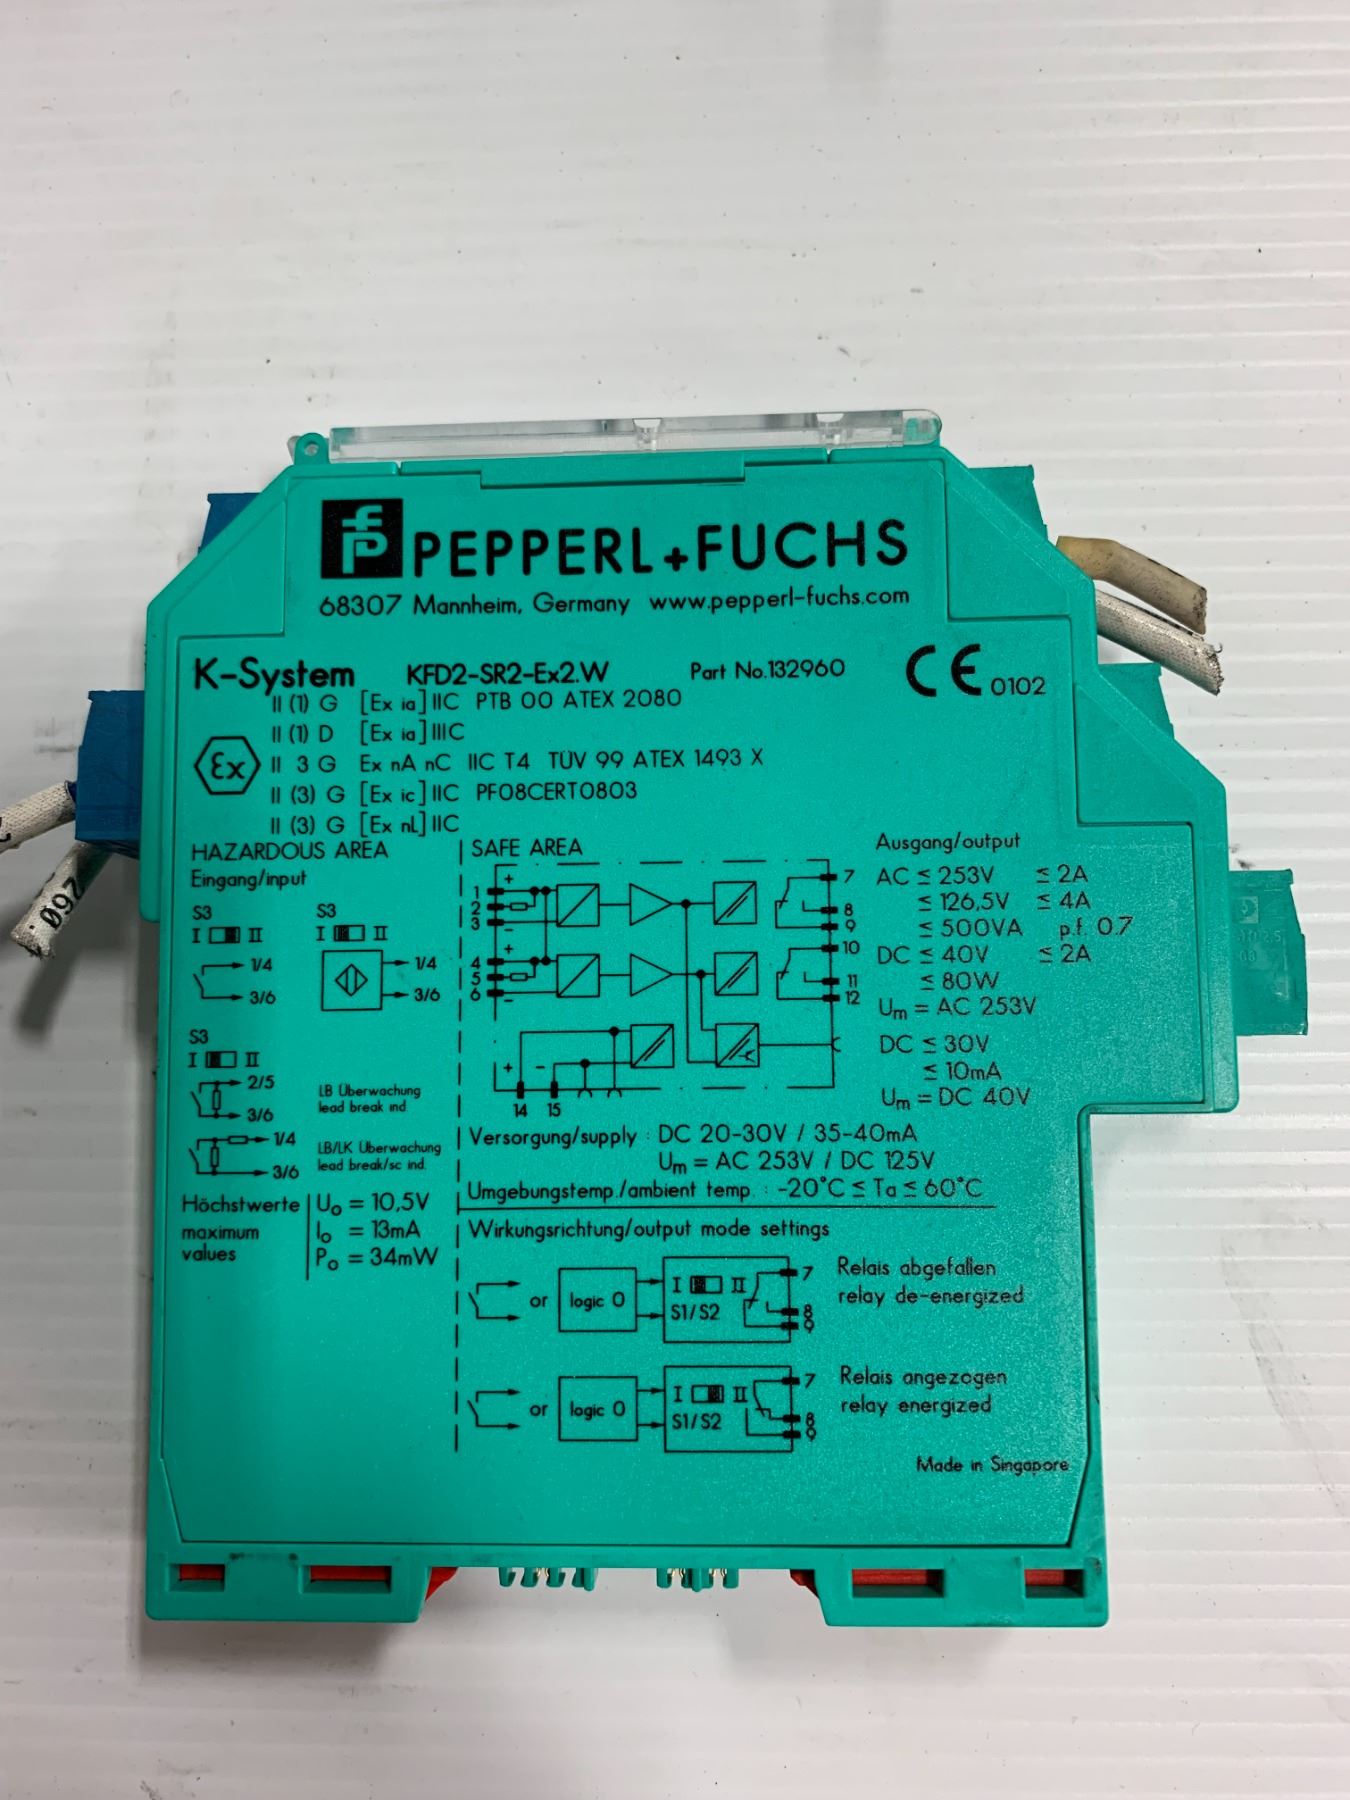 PEPPERL+FUCHS
68307 Mannheim, Germany www.pepperl-fuchs.com
K-System KFD2-SR2-Ex2.W Part No.132960
CE 0102
II (1) G [Ex ia] IIC PTB 00 ATEX 2080
II (1) D [Ex ia] IIIC
Ex II 3 G Ex nA nC IIC T4 TÜV 99 ATEX 1493 X
II (3) G [Ex ic] IIC PF08CERT0803
II (3) G [Ex nL] IIC
HAZARDOUS AREA
Eingang/input
S3 S3
I II I II
1/4 1/4
3/6 3/6
S3
I II
2/5
3/6
LB Überwachung
lead break ind
1/4
3/6
LB/LK Überwachung
lead break/sc ind.
Höchstwerte
maximum
values
Uo = 10,5V
Io = 13mA
Po = 34mW
SAFE AREA
+
1
2
3
-
+
4
5
6
-
+ -
14 15
7
8
9
10
11
12
Ausgang/output
AC ≤ 253V ≤ 2A
≤ 126,5V ≤ 4A
≤ 500VA p.f. 0.7
DC ≤ 40V ≤ 2A
≤ 80W
Um = AC 253V
DC ≤ 30V
≤ 10mA
Um = DC 40V
Versorgung/supply : DC 20-30V / 35-40mA
Um = AC 253V / DC 125V
Umgebungstemp./ambient temp. : -20°C ≤ Ta ≤ 60°C
Wirkungsrichtung/output mode settings
or logic 0 I II
S1/S2
7
8
9
Relais abgefallen
relay de-energized
or logic 0 I II
S1/S2
7
8
9
Relais angezogen
relay energized
Made in Singapore
260